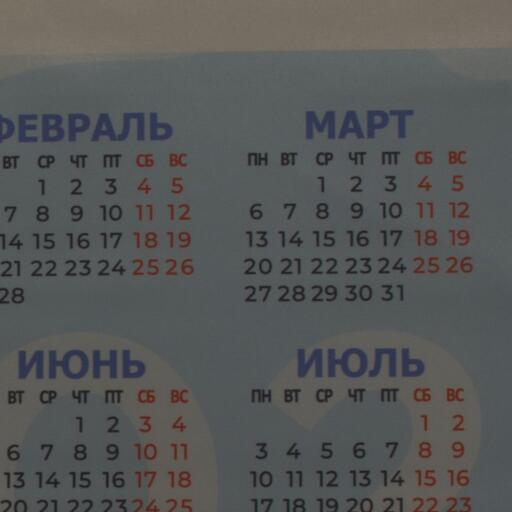 ФЕВРАЛЬ
ВТ СР ЧТ ПТ СБ ВС
1 2 3 4 5
7 8 9 10 11 12
14 15 16 17 18 19
21 22 23 24 25 26
28
МАРТ
ПН ВТ СР ЧТ ПТ СБ ВС
1 2 3 4 5
6 7 8 9 10 11 12
13 14 15 16 17 18 19
20 21 22 23 24 25 26
27 28 29 30 31
ИЮНЬ
ВТ СР ЧТ ПТ СБ ВС
1 2 3 4
6 7 8 9 10 11
13 14 15 16 17 18
20 21 22 23 24 25
ИЮЛЬ
ПН ВТ СР ЧТ ПТ СБ ВС
1 2
3 4 5 6 7 8 9
10 11 12 13 14 15 16
17 18 19 20 21 22 23